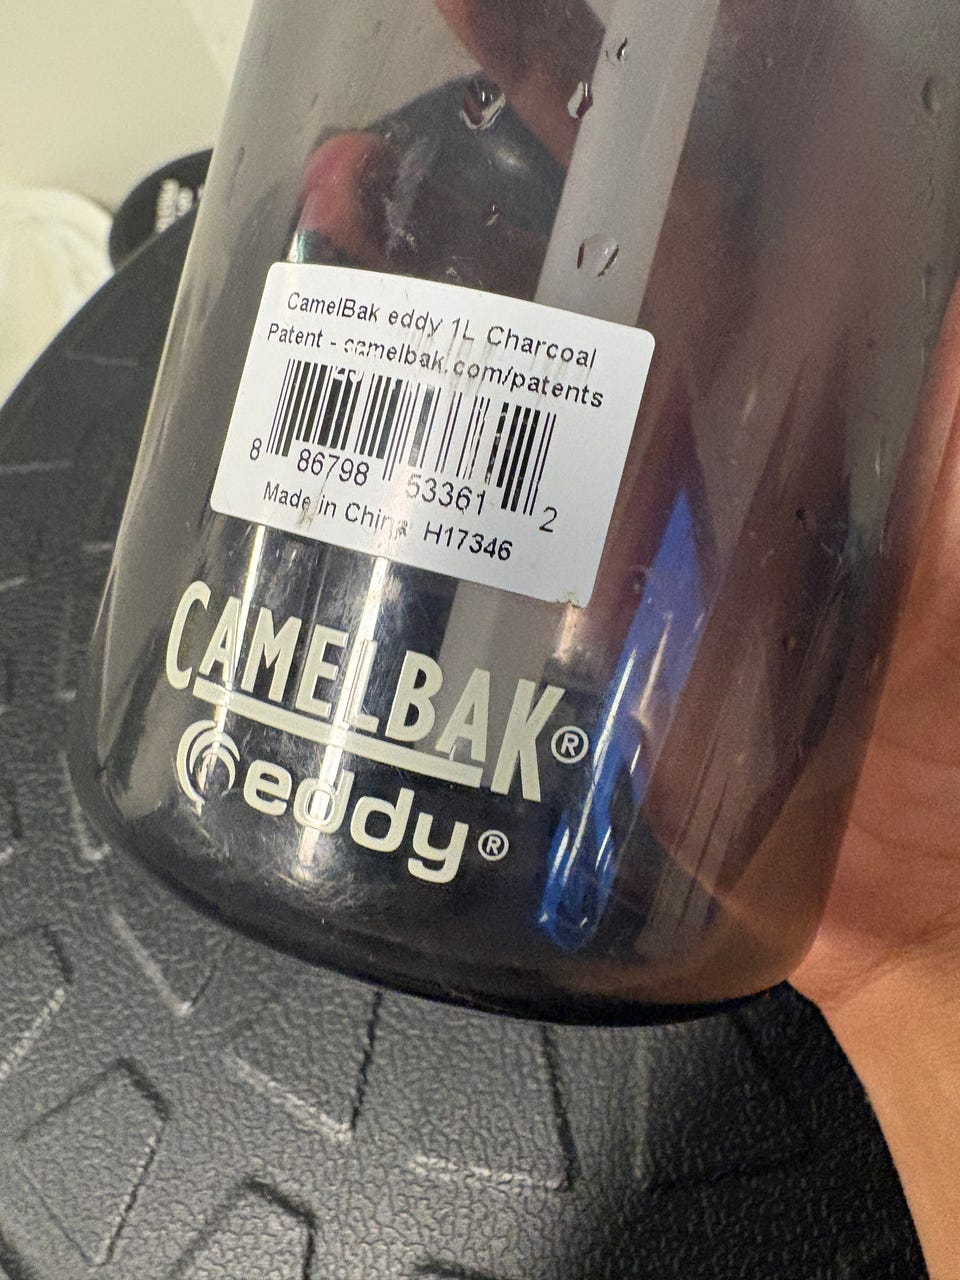 CamelBak eddy 1L Charcoal
Patent - camelbak.com/patents
8 86798 53361 2
Made in China H17346
CAMELBAK®
eddy®